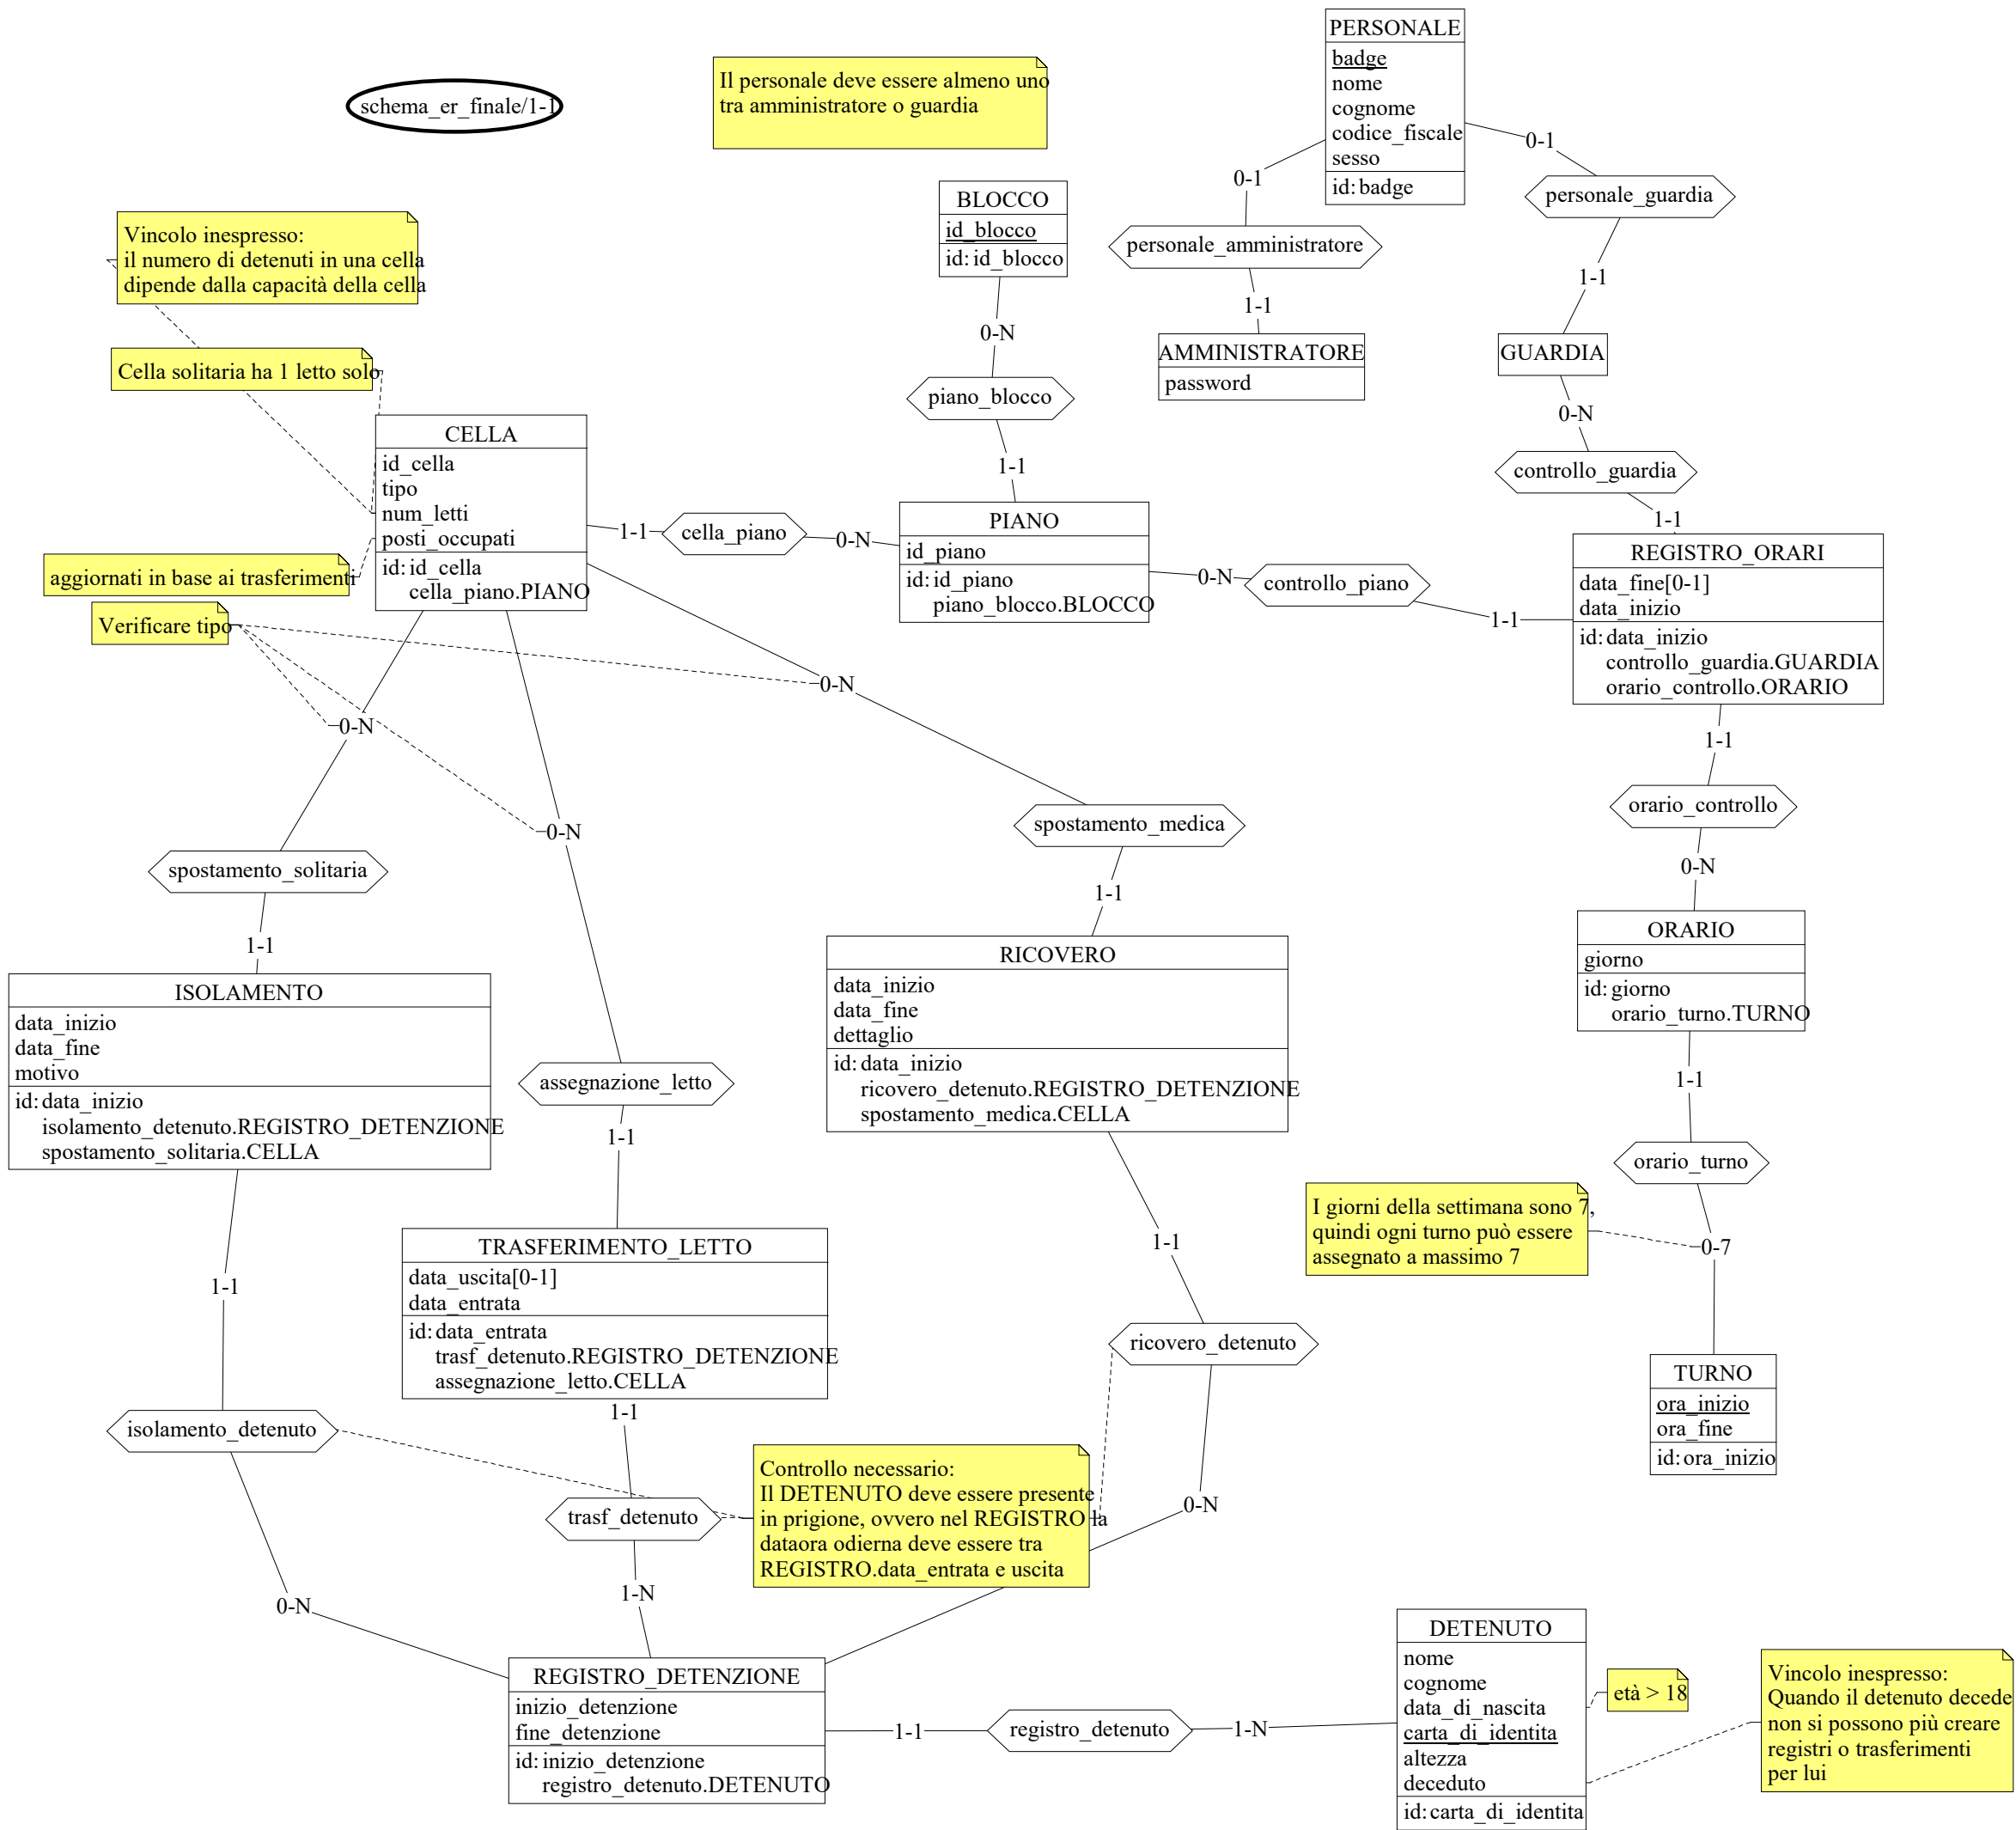 schema_er_finale/1-1
Il personale deve essere almeno uno
tra amministratore o guardia
PERSONALE
badge
nome
cognome
codice_fiscale
sesso
id: badge
0-1
0-1
personale_amministratore
personale_guardia
1-1
1-1
AMMINISTRATORE
password
GUARDIA
0-N
controllo_guardia
1-1
BLOCCO
id_blocco
id: id_blocco
0-N
piano_blocco
1-1
Vincolo inespresso:
il numero di detenuti in una cella
dipende dalla capacità della cella
Cella solitaria ha 1 letto solo
CELLA
id_cella
tipo
num_letti
posti_occupati
id: id_cella
cella_piano.PIANO
1-1
cella_piano
0-N
PIANO
id_piano
id: id_piano
piano_blocco.BLOCCO
0-N
controllo_piano
1-1
REGISTRO_ORARI
data_fine[0-1]
data_inizio
id: data_inizio
controllo_guardia.GUARDIA
orario_controllo.ORARIO
aggiornati in base ai trasferimenti
Verificare tipo
0-N
0-N
0-N
1-1
orario_controllo
0-N
spostamento_solitaria
1-1
spostamento_medica
1-1
ORARIO
giorno
id: giorno
orario_turno.TURNO
ISOLAMENTO
data_inizio
data_fine
motivo
id: data_inizio
isolamento_detenuto.REGISTRO_DETENZIONE
spostamento_solitaria.CELLA
assegnazione_letto
1-1
RICOVERO
data_inizio
data_fine
dettaglio
id: data_inizio
ricovero_detenuto.REGISTRO_DETENZIONE
spostamento_medica.CELLA
1-1
orario_turno
I giorni della settimana sono 7,
quindi ogni turno può essere
assegnato a massimo 7
0-7
1-1
TRASFERIMENTO_LETTO
data_uscita[0-1]
data_entrata
id: data_entrata
trasf_detenuto.REGISTRO_DETENZIONE
assegnazione_letto.CELLA
1-1
ricovero_detenuto
TURNO
ora_inizio
ora_fine
id: ora_inizio
isolamento_detenuto
1-1
trasf_detenuto
Controllo necessario:
Il DETENUTO deve essere presente
in prigione, ovvero nel REGISTRO la
dataora odierna deve essere tra
REGISTRO.data_entrata e uscita
0-N
0-N
1-N
REGISTRO_DETENZIONE
inizio_detenzione
fine_detenzione
id: inizio_detenzione
registro_detenuto.DETENUTO
1-1
registro_detenuto
1-N
DETENUTO
nome
cognome
data_di_nascita
carta_di_identita
altezza
deceduto
id: carta_di_identita
età > 18
Vincolo inespresso:
Quando il detenuto decede
non si possono più creare
registri o trasferimenti
per lui